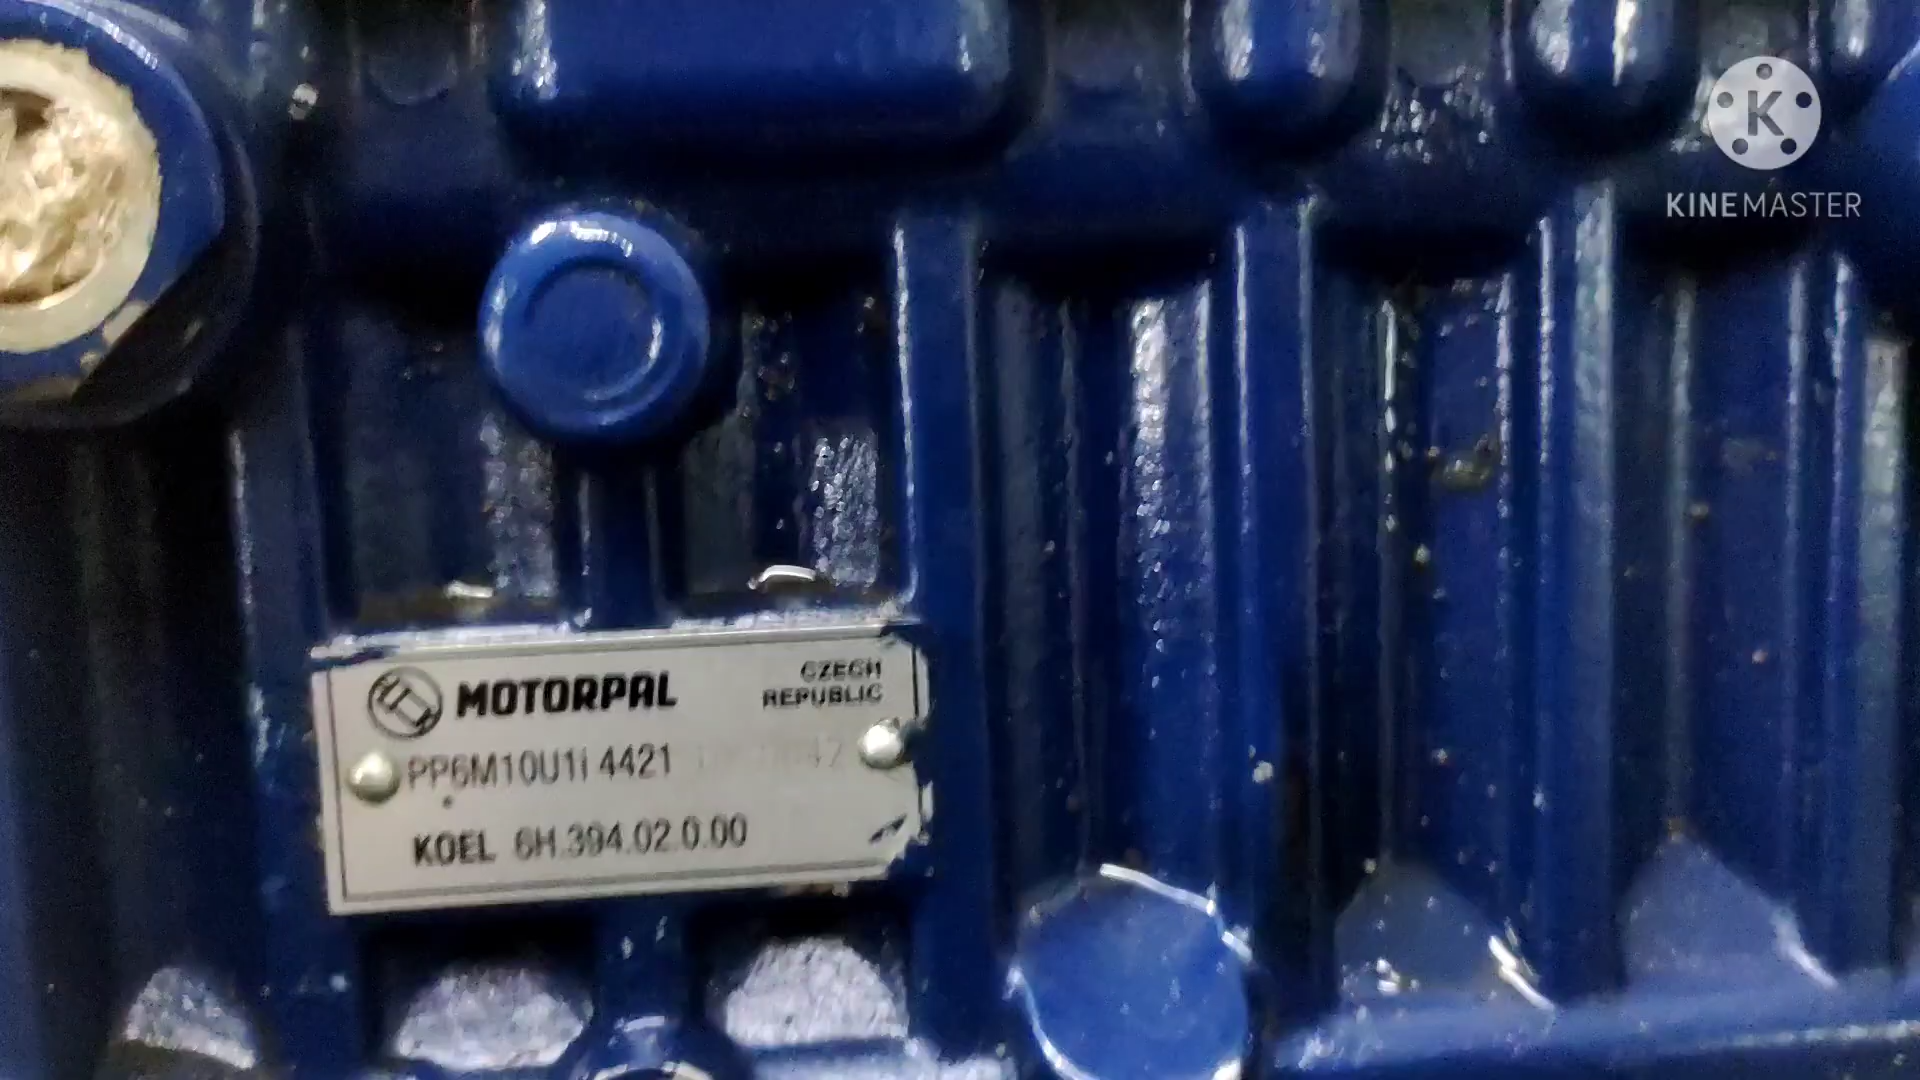 K
KINEMASTER
MOTORPAL
CZECH
REPUBLIC
PP6M10U1i 4421
KOEL 6H.394.02.0.00